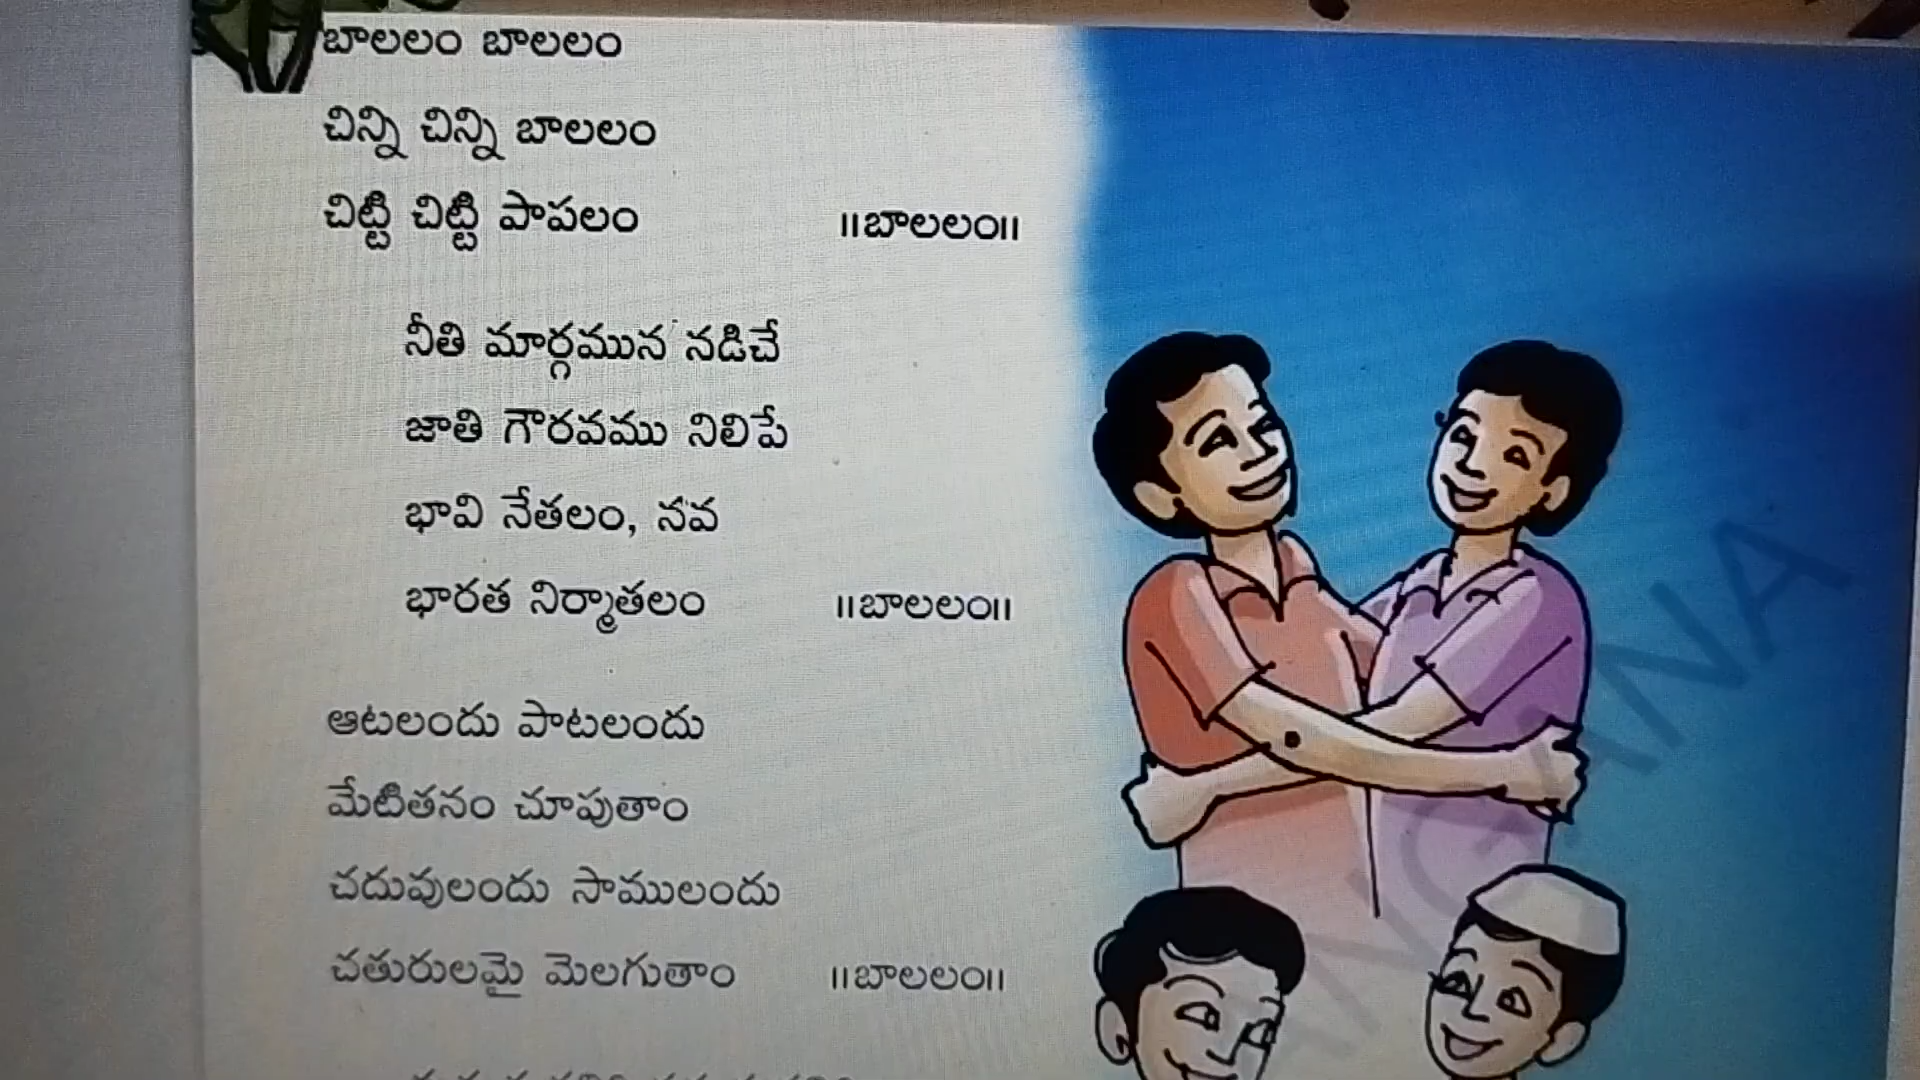 బాలలం బాలలం
చిన్ని చిన్ని బాలలం
చిట్టి చిట్టి పాపలం ॥బాలలం॥
నీతి మార్గమున నడిచే
జాతి గౌరవము నిలిపే
భావి నేతలం, నవ
భారత నిర్మాతలం ॥బాలలం॥
ఆటలందు పాటలందు
మేటితనం చూపుతాం
చదువులందు సాములందు
చతురులమై మెలగుతాం ॥బాలలం॥